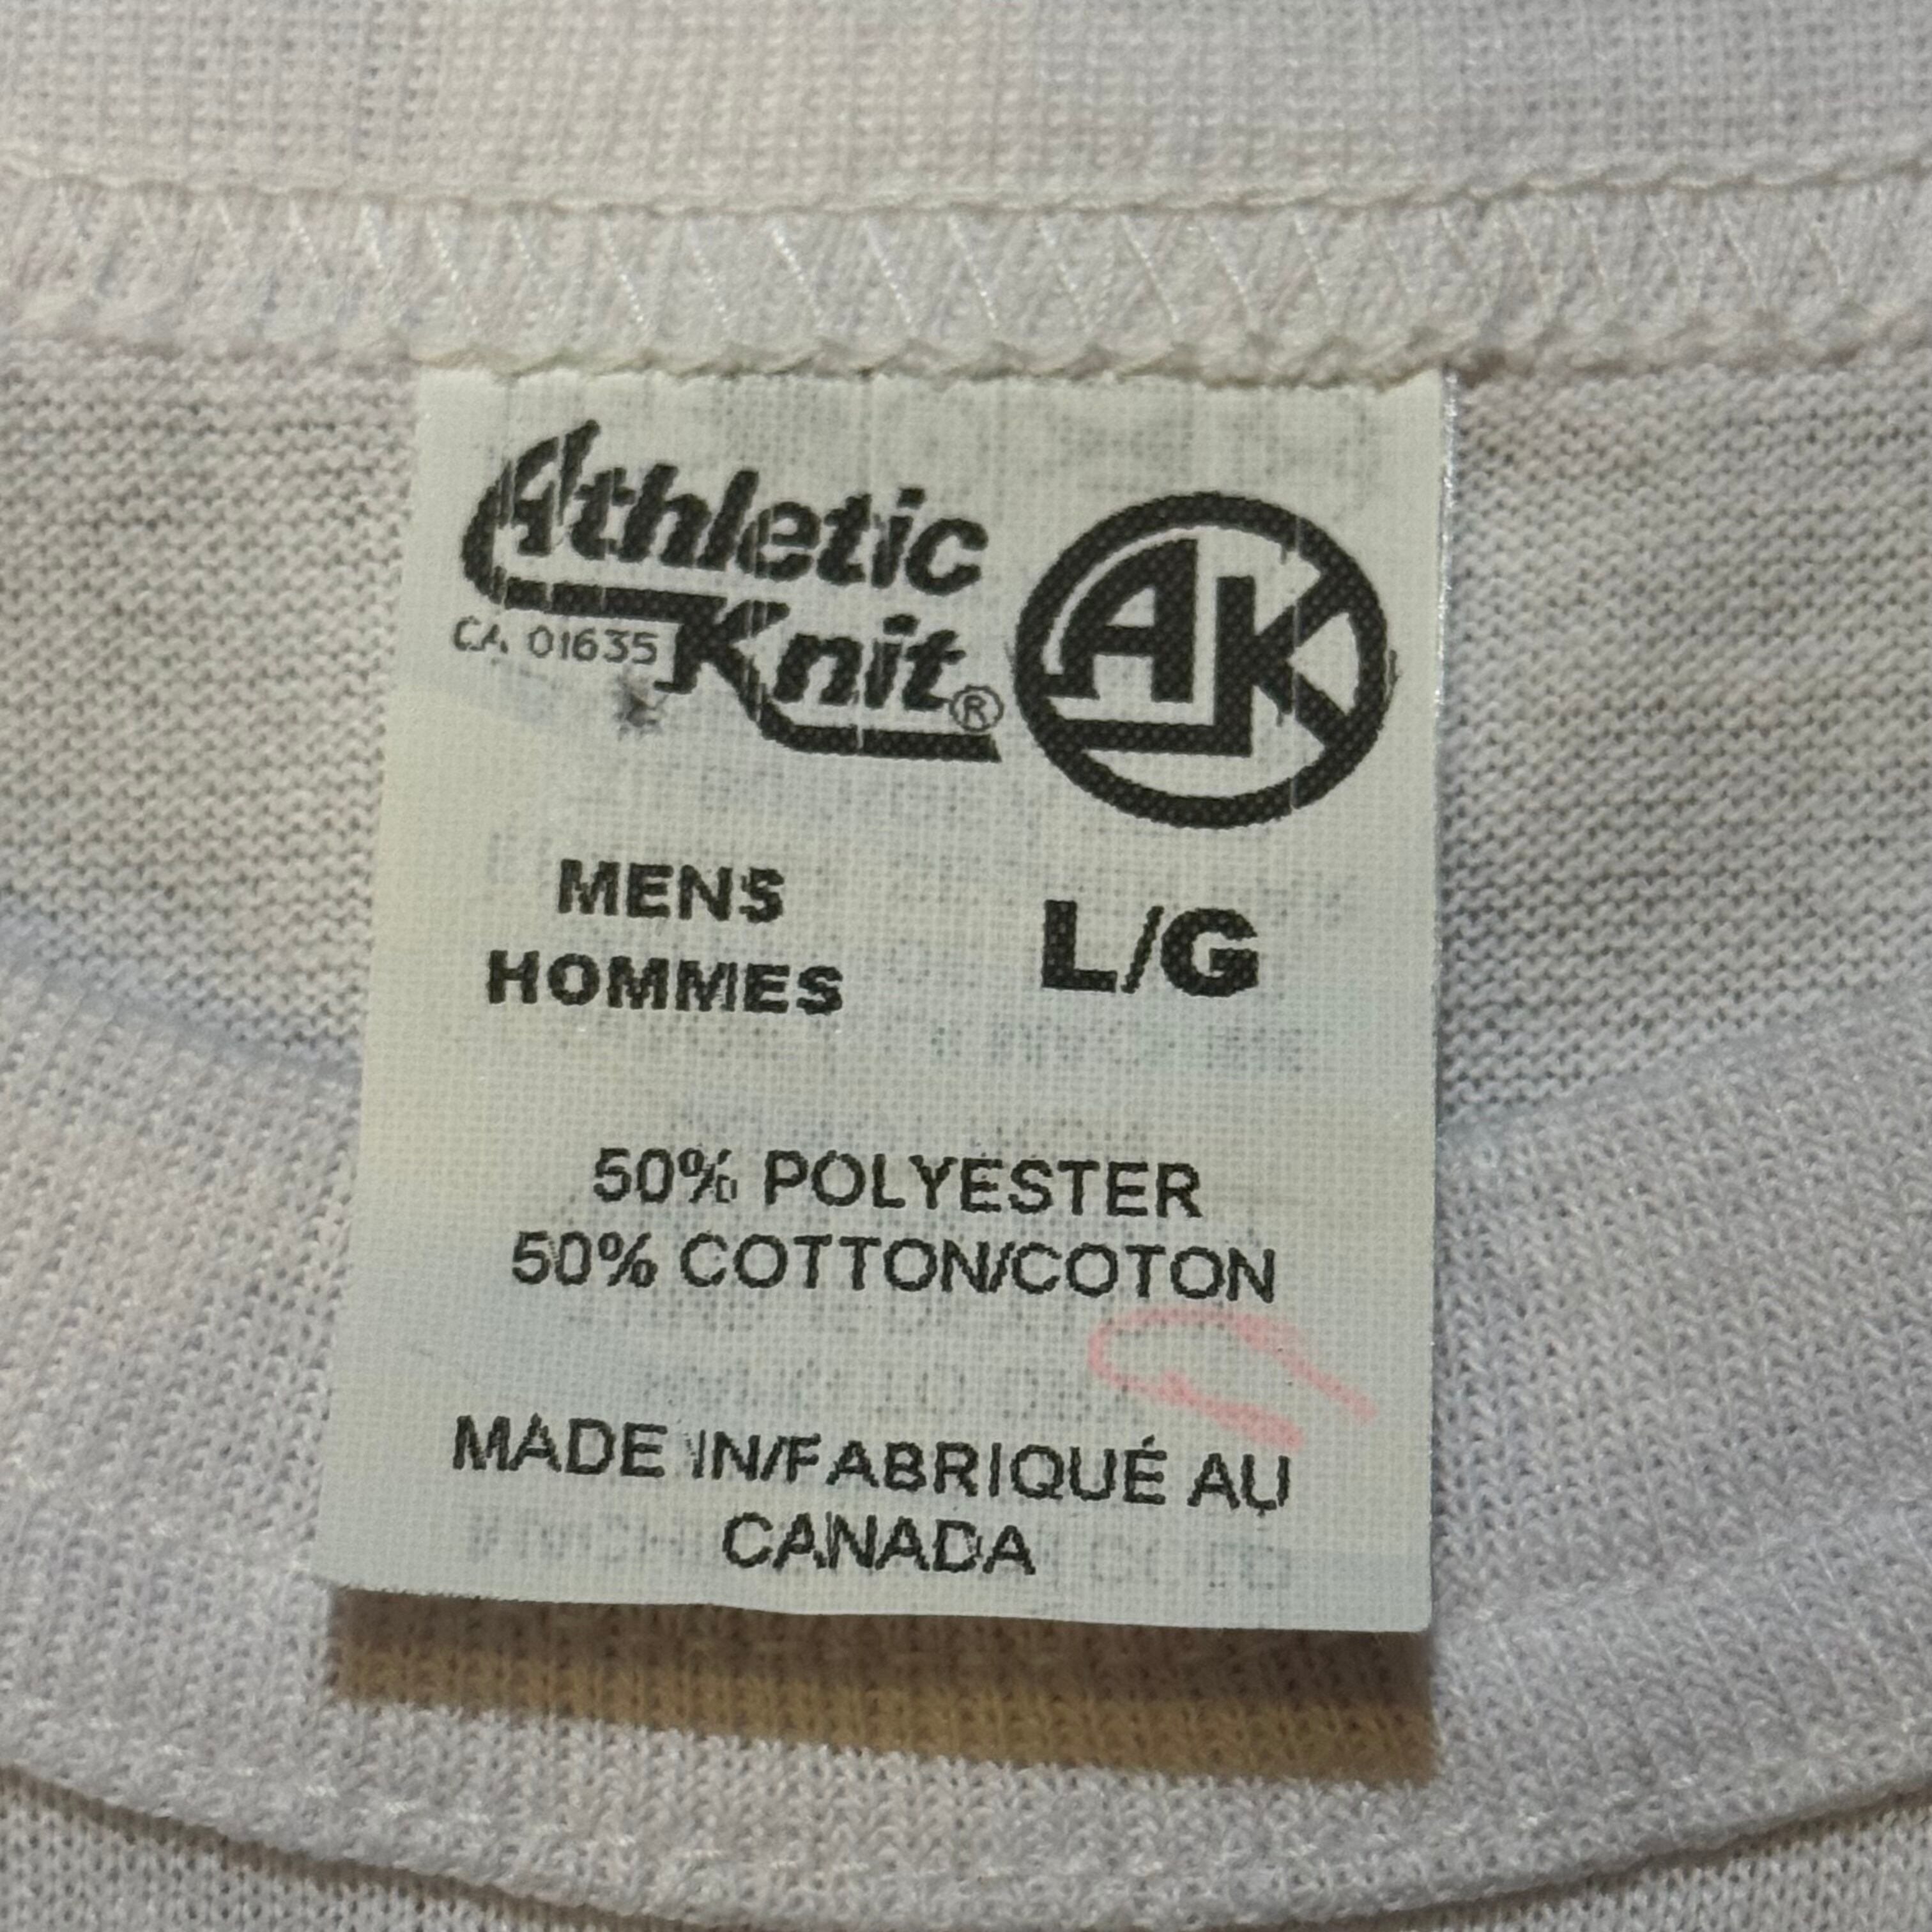 Athletic
Knit®
CA 01635
AK
MENS
HOMMES
L/G
50% POLYESTER
50% COTTON/COTON
MADE IN/FABRIQUÉ AU
CANADA